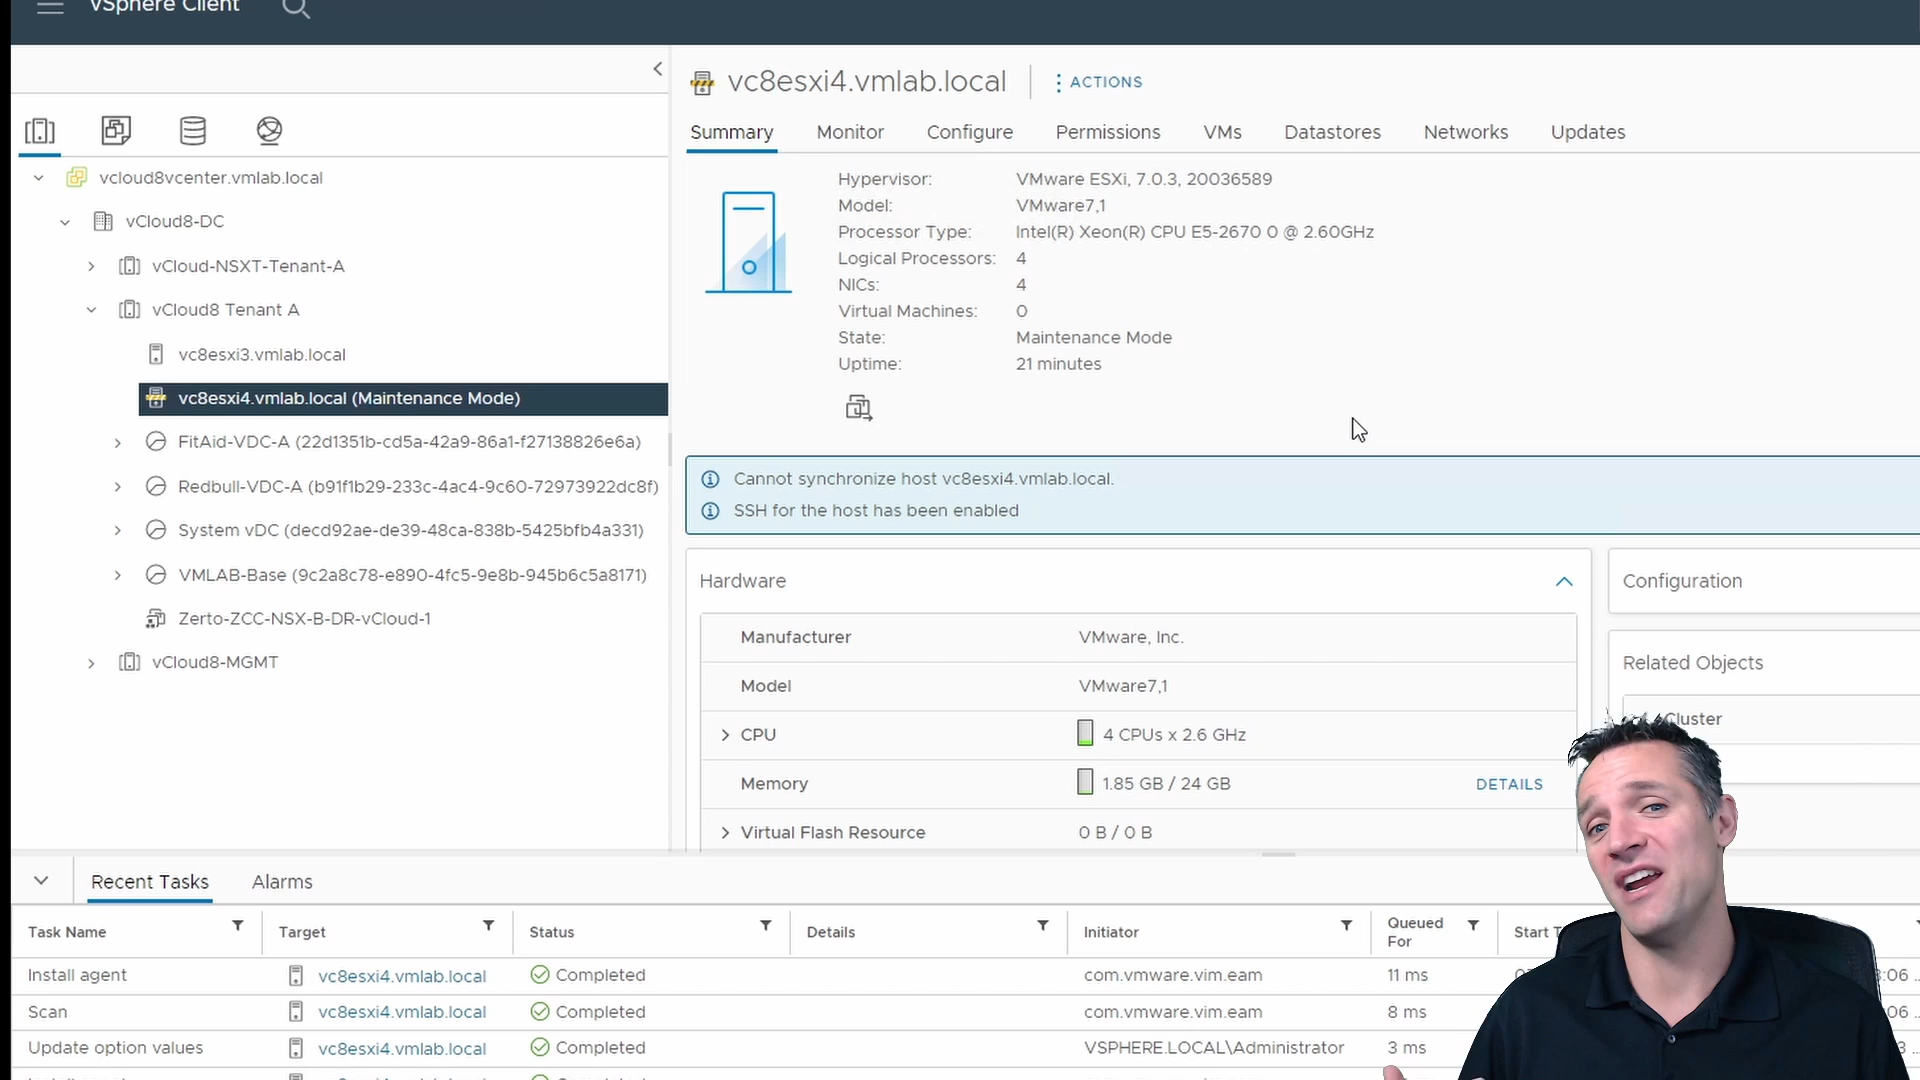 vSphere Client
vcloud8vcenter.vmlab.local
vCloud8-DC
vCloud-NSXT-Tenant-A
vCloud8 Tenant A
vc8esxi3.vmlab.local
vc8esxi4.vmlab.local (Maintenance Mode)
FitAid-VDC-A (22d1351b-cd5a-42a9-86a1-f27138826e6a)
Redbull-VDC-A (b91f1b29-233c-4ac4-9c60-72973922dc8f)
System vDC (decd92ae-de39-48ca-838b-5425bfb4a331)
VMLAB-Base (9c2a8c78-e890-4fc5-9e8b-945b6c5a8171)
Zerto-ZCC-NSX-B-DR-vCloud-1
vCloud8-MGMT
vc8esxi4.vmlab.local ACTIONS
Summary Monitor Configure Permissions VMs Datastores Networks Updates
Hypervisor: VMware ESXi, 7.0.3, 20036589
Model: VMware7,1
Processor Type: Intel(R) Xeon(R) CPU E5-2670 0 @ 2.60GHz
Logical Processors: 4
NICs: 4
Virtual Machines: 0
State: Maintenance Mode
Uptime: 21 minutes
Cannot synchronize host vc8esxi4.vmlab.local.
SSH for the host has been enabled
Hardware
Manufacturer VMware, Inc.
Model VMware7,1
CPU 4 CPUs x 2.6 GHz
Memory 1.85 GB / 24 GB DETAILS
Virtual Flash Resource 0 B / 0 B
Configuration
Related Objects
Cluster
Recent Tasks Alarms
Task Name Target Status Details Initiator Queued For Start
Install agent vc8esxi4.vmlab.local Completed com.vmware.vim.eam 11 ms
Scan vc8esxi4.vmlab.local Completed com.vmware.vim.eam 8 ms
Update option values vc8esxi4.vmlab.local Completed VSPHERE.LOCAL\Administrator 3 ms